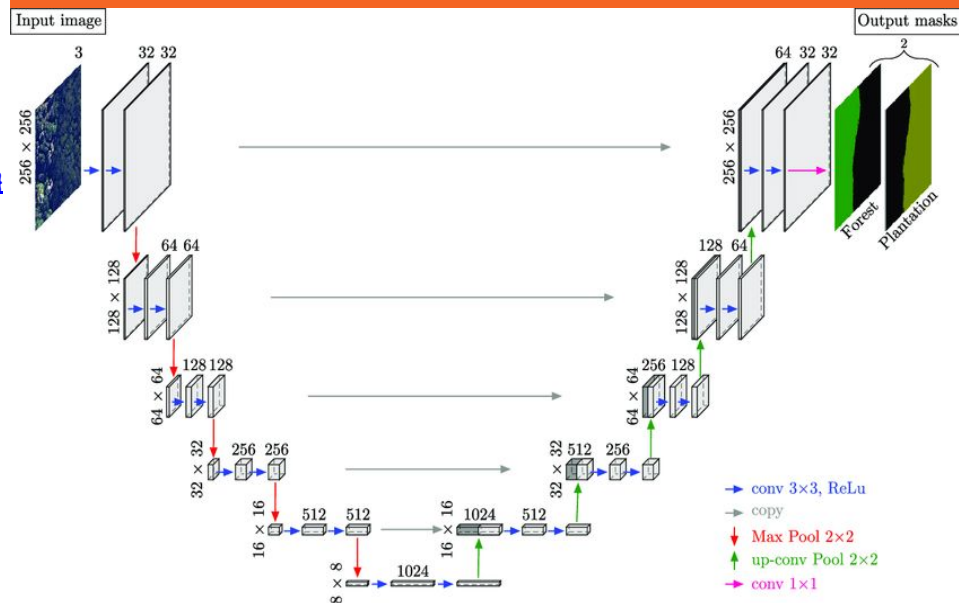 Input image
Output masks
3
32 32
64 32 32
2
256 × 256
256 × 256
Forest
Plantation
64 64
128 64
128 × 128
128 × 128
128 128
256 128
64 × 64
64 × 64
256 256
512 256
32 × 32
32 × 32
512 512
1024 512
16 × 16
16 × 16
1024
8 × 8
conv 3×3, ReLu
copy
Max Pool 2×2
up-conv Pool 2×2
conv 1×1